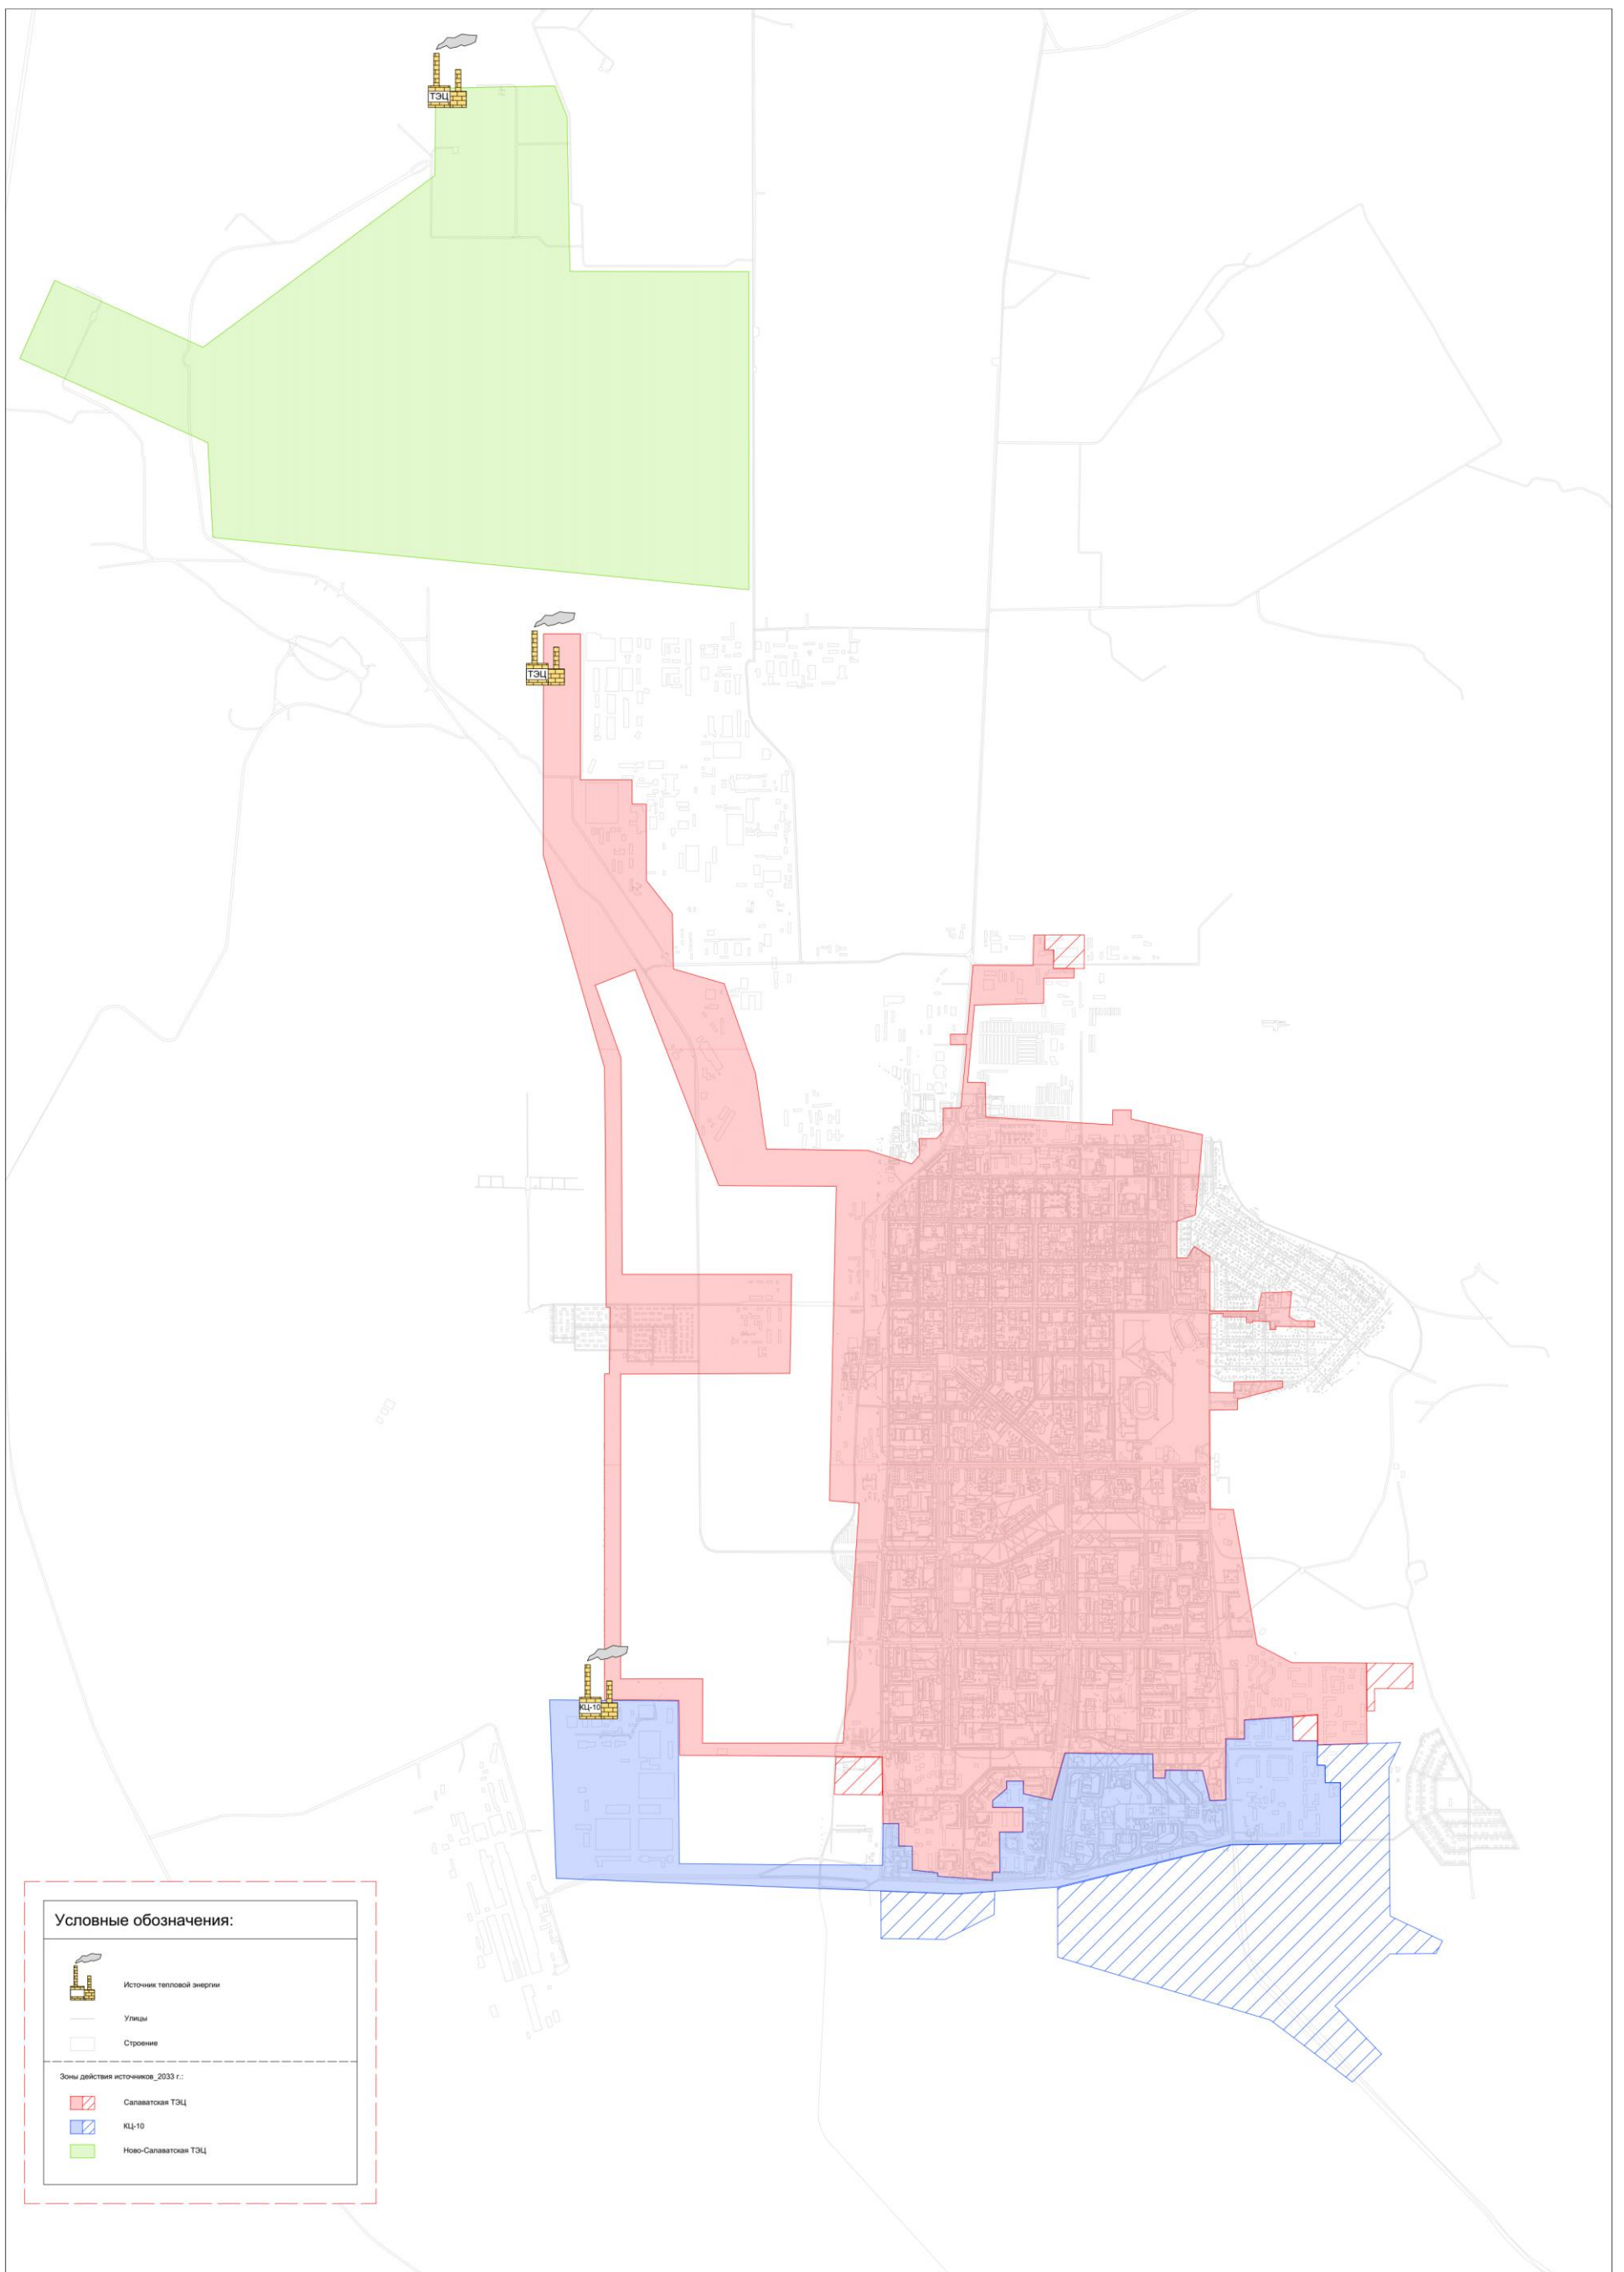 ТЭЦ
ТЭЦ
КЦ-10
Условные обозначения:
Источник тепловой энергии
Улицы
Строение
Зоны действия источников_2033 г.:
Салаватская ТЭЦ
КЦ-10
Ново-Салаватская ТЭЦ